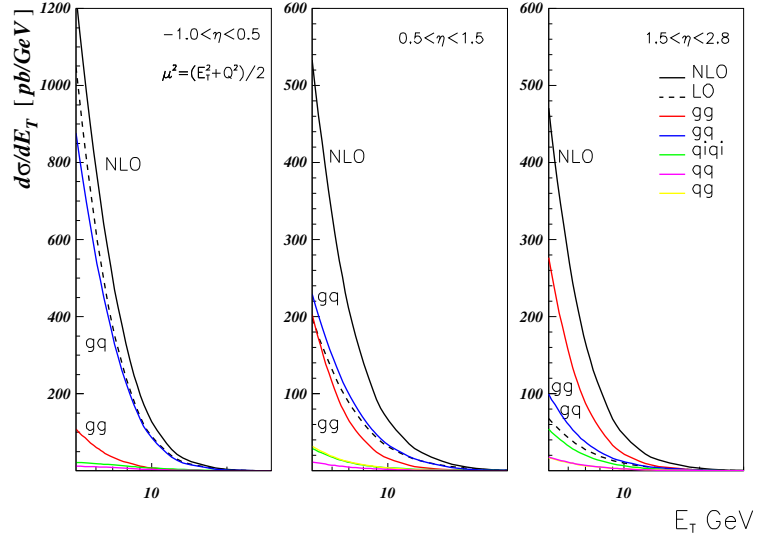 dσ/dE_T [pb/GeV]
1200
1000
800
600
400
200
10
−1.0<η<0.5
μ²=(E_T²+Q²)/2
NLO
gq
gg
600
500
400
300
200
100
10
0.5<η<1.5
NLO
gq
gg
600
500
400
300
200
100
10
1.5<η<2.8
NLO
LO
gg
gq
qiqi
qq
qg
NLO
gg
gq
E_T GeV